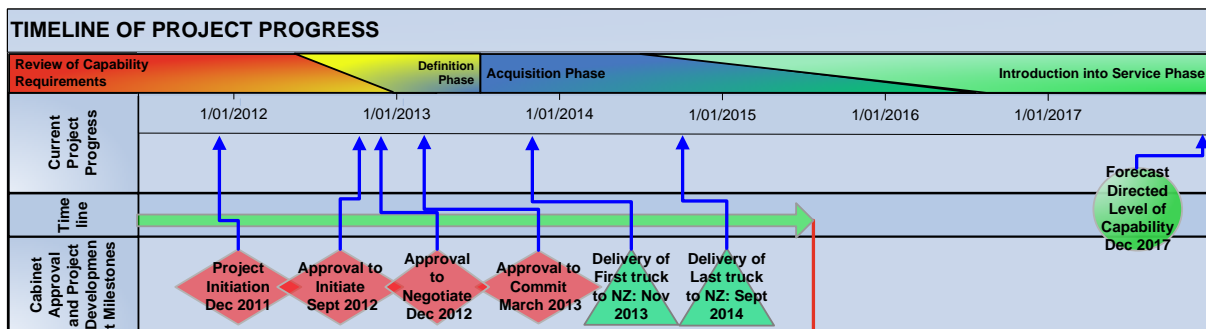 TIMELINE OF PROJECT PROGRESS
Review of Capability
Requirements
Definition
Phase
Acquisition Phase
Introduction into Service Phase
1/01/2012
1/01/2013
1/01/2014
1/01/2015
1/01/2016
1/01/2017
Current
Project
Progress
Forecast
Directed
Level of
Capability
Dec 2017
Time
line
Cabinet
Approval
and Project
Developmen
t Milestones
Project
Initiation
Dec 2011
Approval to
Initiate
Sept 2012
Approval
to
Negotiate
Dec 2012
Approval to
Commit
March 2013
Delivery of
First truck
to NZ: Nov
2013
Delivery of
Last truck
to NZ: Sept
2014